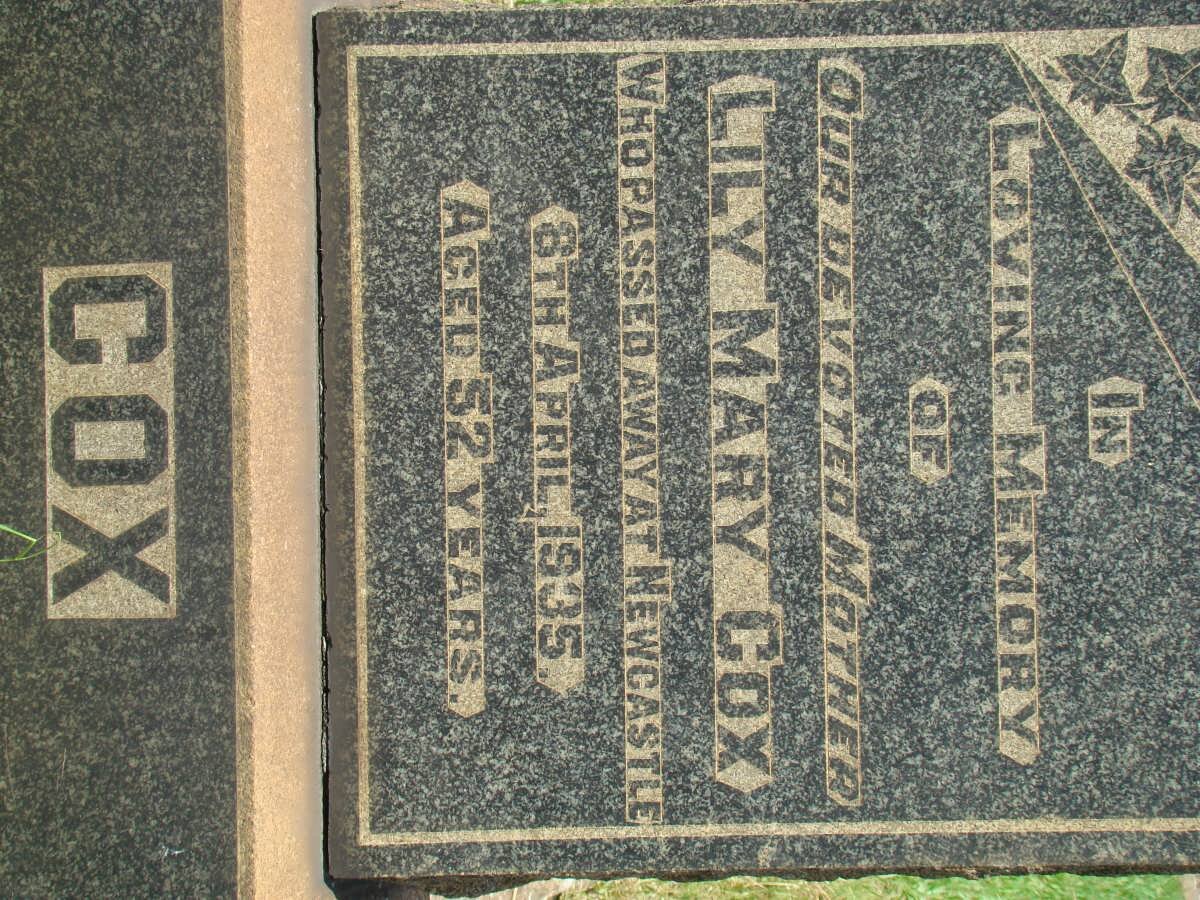 IN
LOVING MEMORY
OF
OUR DEVOTED MOTHER
LILY MARY COX
WHO PASSED AWAY AT NEWCASTLE
8TH APRIL 1935
AGED 52 YEARS.
COX